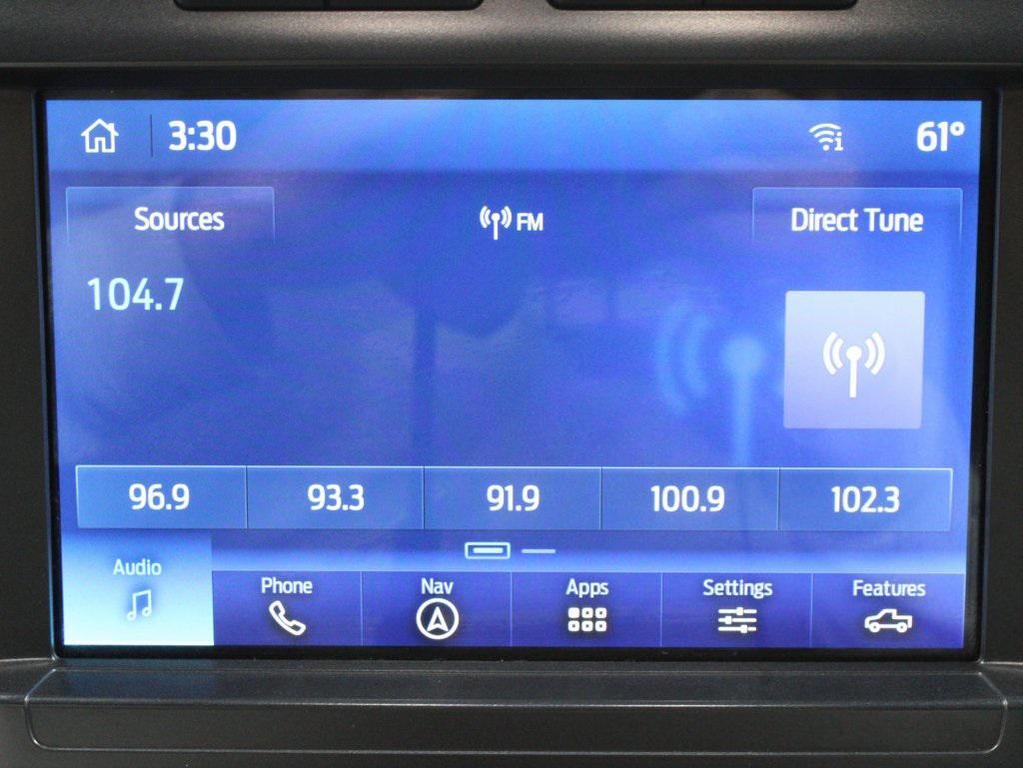 3:30
61°
Sources
FM
Direct Tune
104.7
96.9 93.3 91.9 100.9 102.3
Audio Phone Nav Apps Settings Features